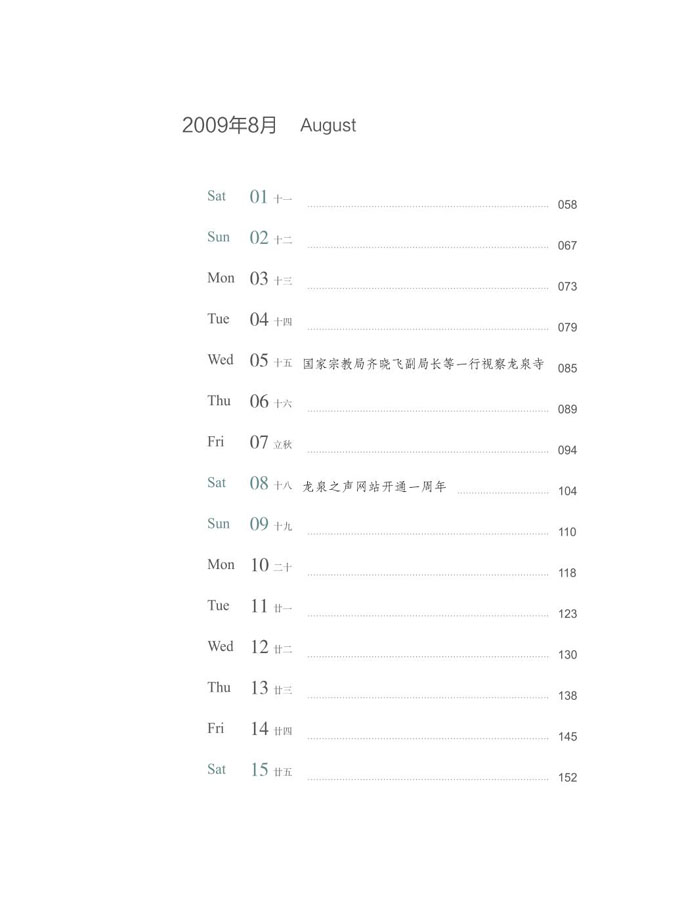 2009年8月 August
Sat 01 十一 058
Sun 02 十二 067
Mon 03 十三 073
Tue 04 十四 079
Wed 05 十五 国家宗教局齐晓飞副局长等一行视察龙泉寺 085
Thu 06 十六 089
Fri 07 立秋 094
Sat 08 十八 龙泉之声网站开通一周年 104
Sun 09 十九 110
Mon 10 二十 118
Tue 11 廿一 123
Wed 12 廿二 130
Thu 13 廿三 138
Fri 14 廿四 145
Sat 15 廿五 152